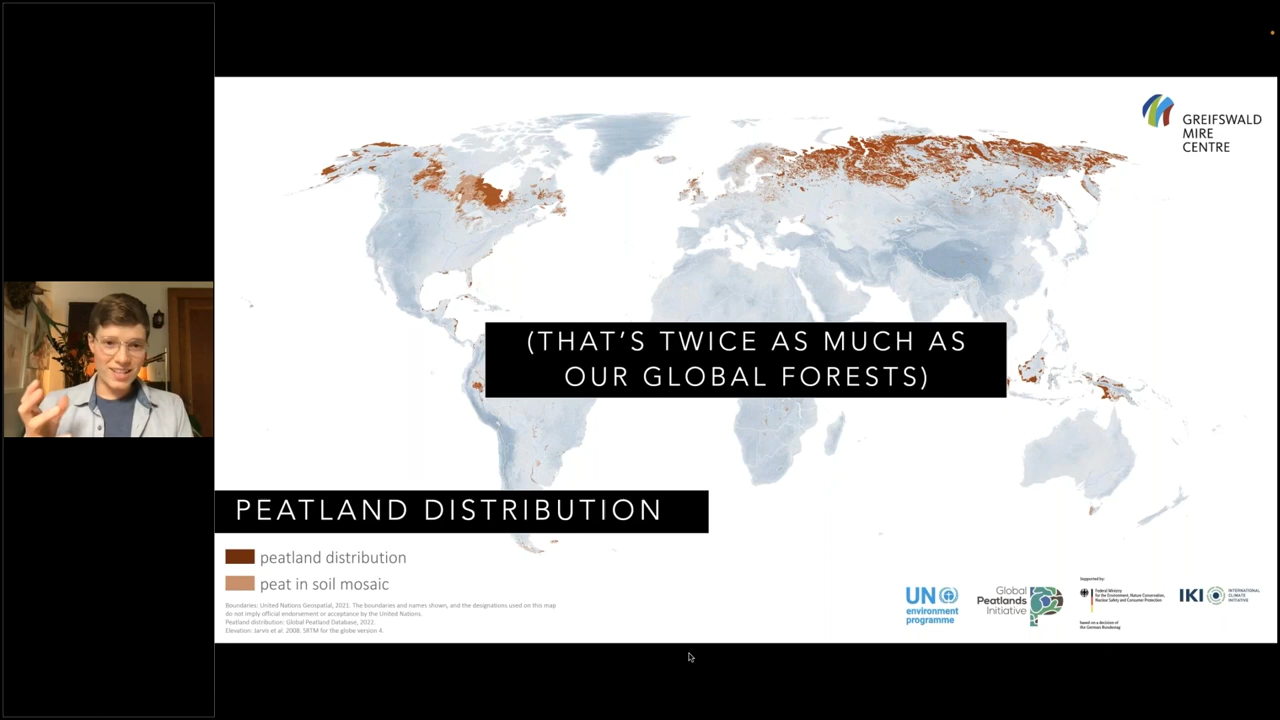 GREIFSWALD
MIRE
CENTRE
(THAT'S TWICE AS MUCH AS
OUR GLOBAL FORESTS)
PEATLAND DISTRIBUTION
peatland distribution
peat in soil mosaic
Boundaries: United Nations Geospatial, 2021. The boundaries and names shown, and the designations used on this map
do not imply official endorsement or acceptance by the United Nations.
Peatland distribution: Global Peatland Database, 2022.
Elevation: Jarvis et al. 2008. SRTM for the globe version 4.
UN
environment
programme
Global
Peatlands
Initiative
Supported by:
Federal Ministry
for the Environment, Nature Conservation,
Nuclear Safety and Consumer Protection
based on a decision of
the German Bundestag
IKI
INTERNATIONAL
CLIMATE
INITIATIVE